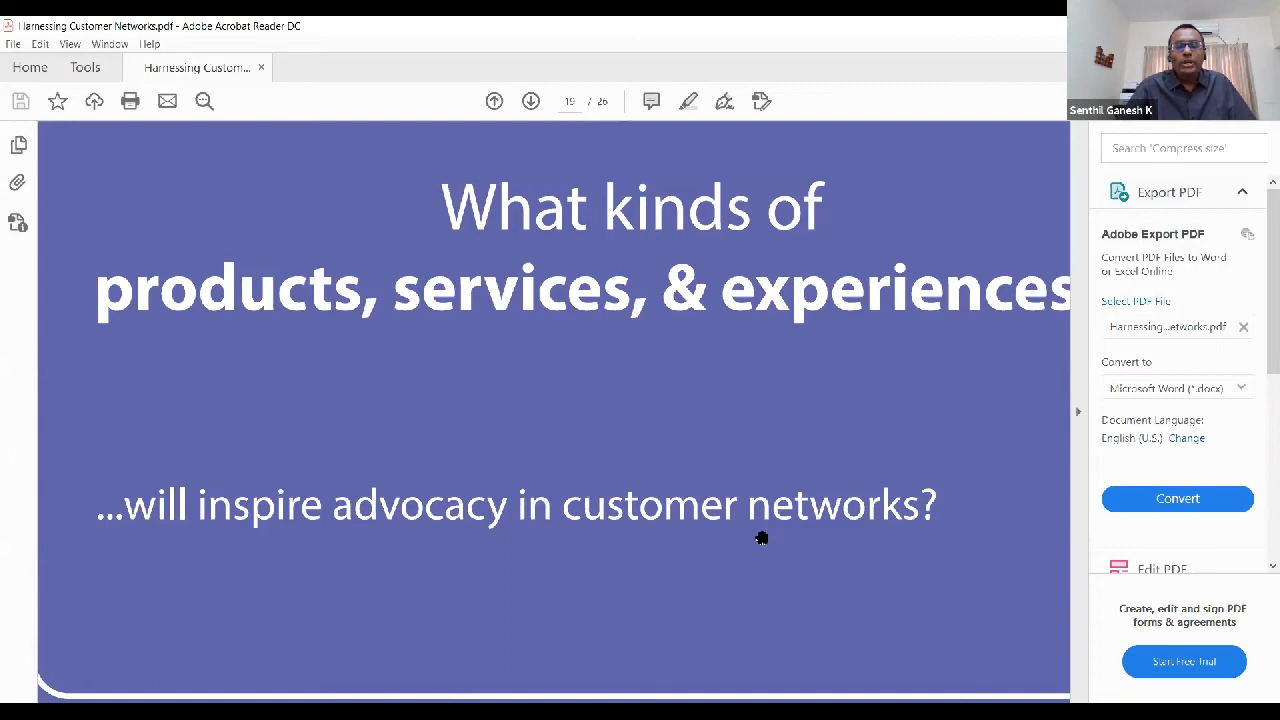 Harnessing Customer Networks.pdf - Adobe Acrobat Reader DC
File Edit View Window Help
Home Tools Harnessing Custom... ×
19 / 26
Senthil Ganesh K
What kinds of
products, services, & experiences
...will inspire advocacy in customer networks?
Search 'Compress size'
Export PDF
Adobe Export PDF
Convert PDF Files to Word
or Excel Online
Select PDF File
Harnessing...etworks.pdf
Convert to
Microsoft Word (*.docx)
Document Language:
English (U.S.) Change
Convert
Edit PDF
Create, edit and sign PDF
forms & agreements
Start Free Trial